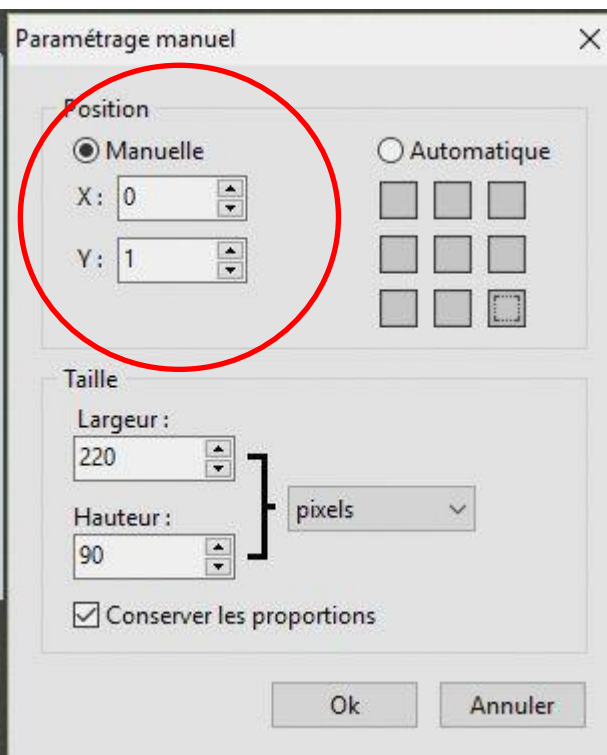 Paramétrage manuel
Position
Manuelle
Automatique
X : 0
Y : 1
Taille
Largeur :
220
Hauteur :
90
pixels
Conserver les proportions
Ok
Annuler